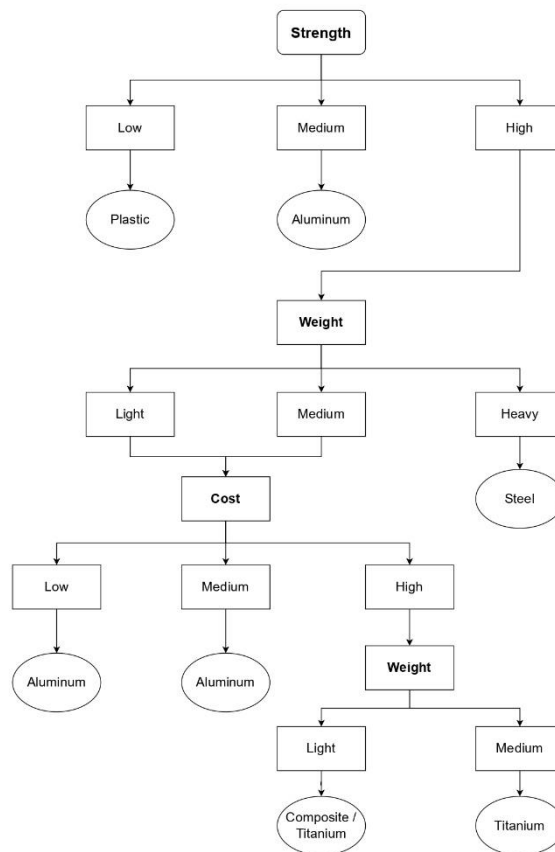 Strength
Low
Medium
High
Plastic
Aluminum
Weight
Light
Medium
Heavy
Steel
Cost
Low
Medium
High
Aluminum
Aluminum
Weight
Light
Medium
Composite /
Titanium
Titanium